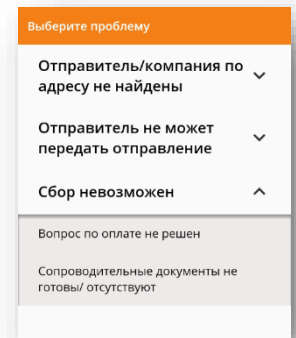 Выберите проблему
Отправитель/компания по
адресу не найдены
Отправитель не может
передать отправление
Сбор невозможен
Вопрос по оплате не решен
Сопроводительные документы не
готовы/ отсутствуют